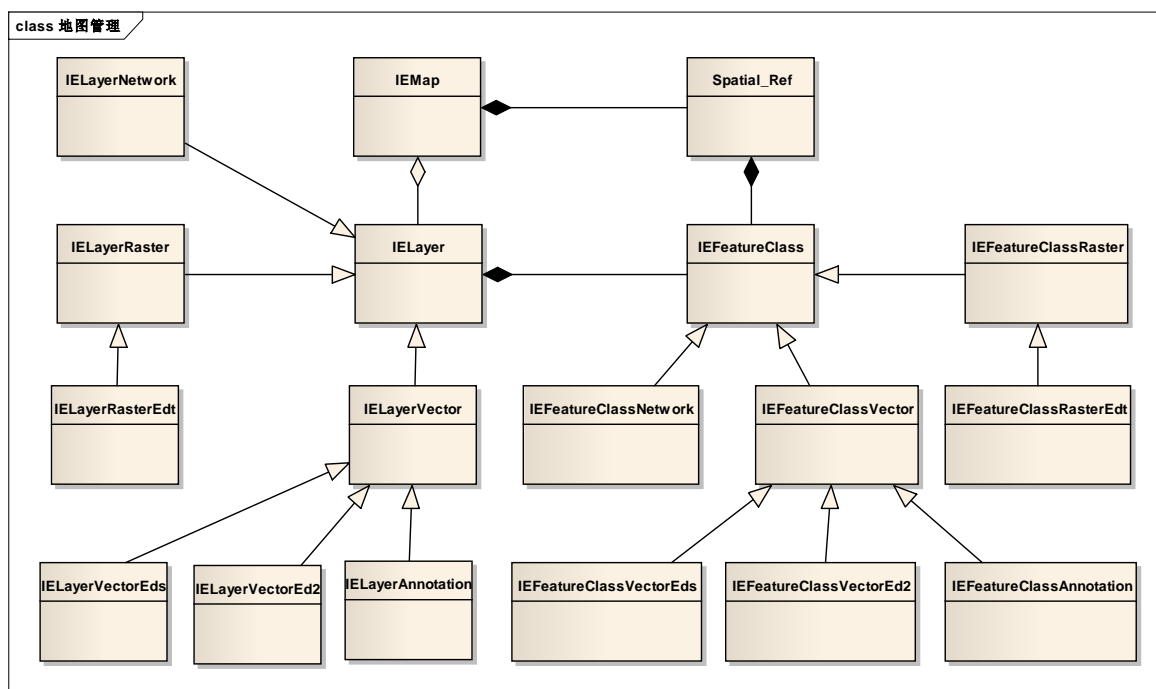 class 地图管理
IELayerNetwork
IEMap
Spatial_Ref
IELayerRaster
IELayer
IEFeatureClass
IEFeatureClassRaster
IELayerRasterEdt
IELayerVector
IEFeatureClassNetwork
IEFeatureClassVector
IEFeatureClassRasterEdt
IELayerVectorEds
IELayerVectorEd2
IELayerAnnotation
IEFeatureClassVectorEds
IEFeatureClassVectorEd2
IEFeatureClassAnnotation